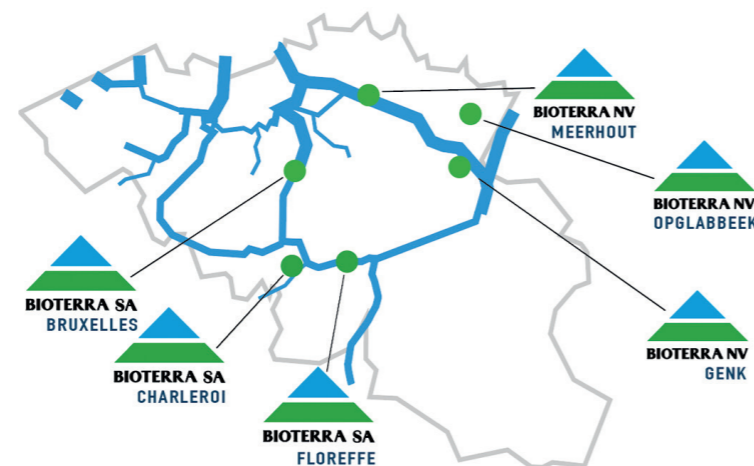 BIOTERRA NV
MEERHOUT
BIOTERRA NV
OPGLABBEEK
BIOTERRA SA
BRUXELLES
BIOTERRA SA
CHARLEROI
BIOTERRA NV
GENK
BIOTERRA SA
FLOREFFE